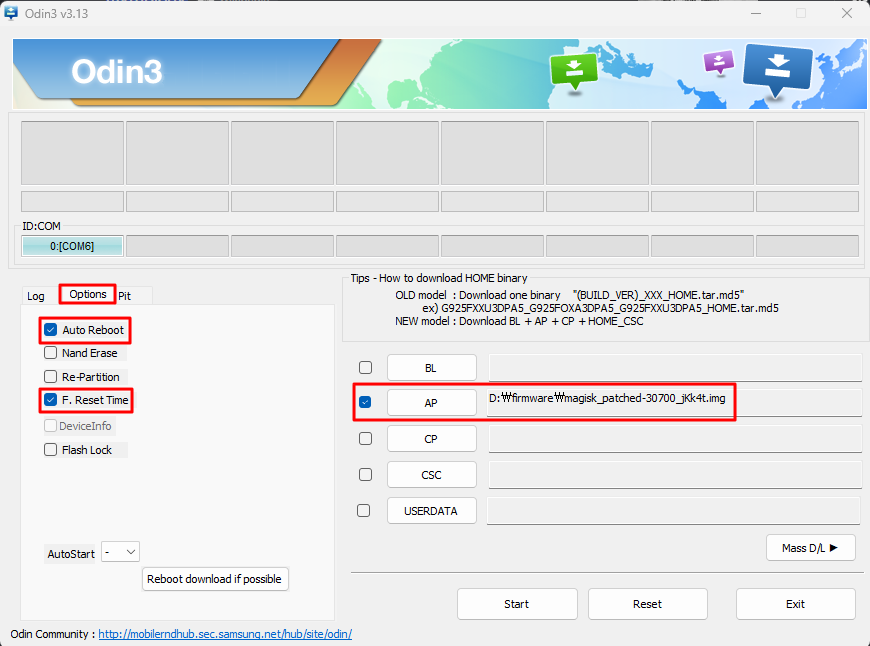 Odin3 v3.13
Odin3
ID:COM
0:[COM6]
Log
Options
Pit
Auto Reboot
Nand Erase
Re-Partition
F. Reset Time
DeviceInfo
Flash Lock
AutoStart
-
Reboot download if possible
Tips - How to download HOME binary
OLD model : Download one binary "(BUILD_VER)_XXX_HOME.tar.md5"
ex) G925FXXU3DPA5_G925FOXA3DPA5_G925FXXU3DPA5_HOME.tar.md5
NEW model : Download BL + AP + CP + HOME_CSC
BL
AP D:₩firmware₩magisk_patched-30700_jKk4t.img
CP
CSC
USERDATA
Mass D/L ▶
Start
Reset
Exit
Odin Community : http://mobilerndhub.sec.samsung.net/hub/site/odin/